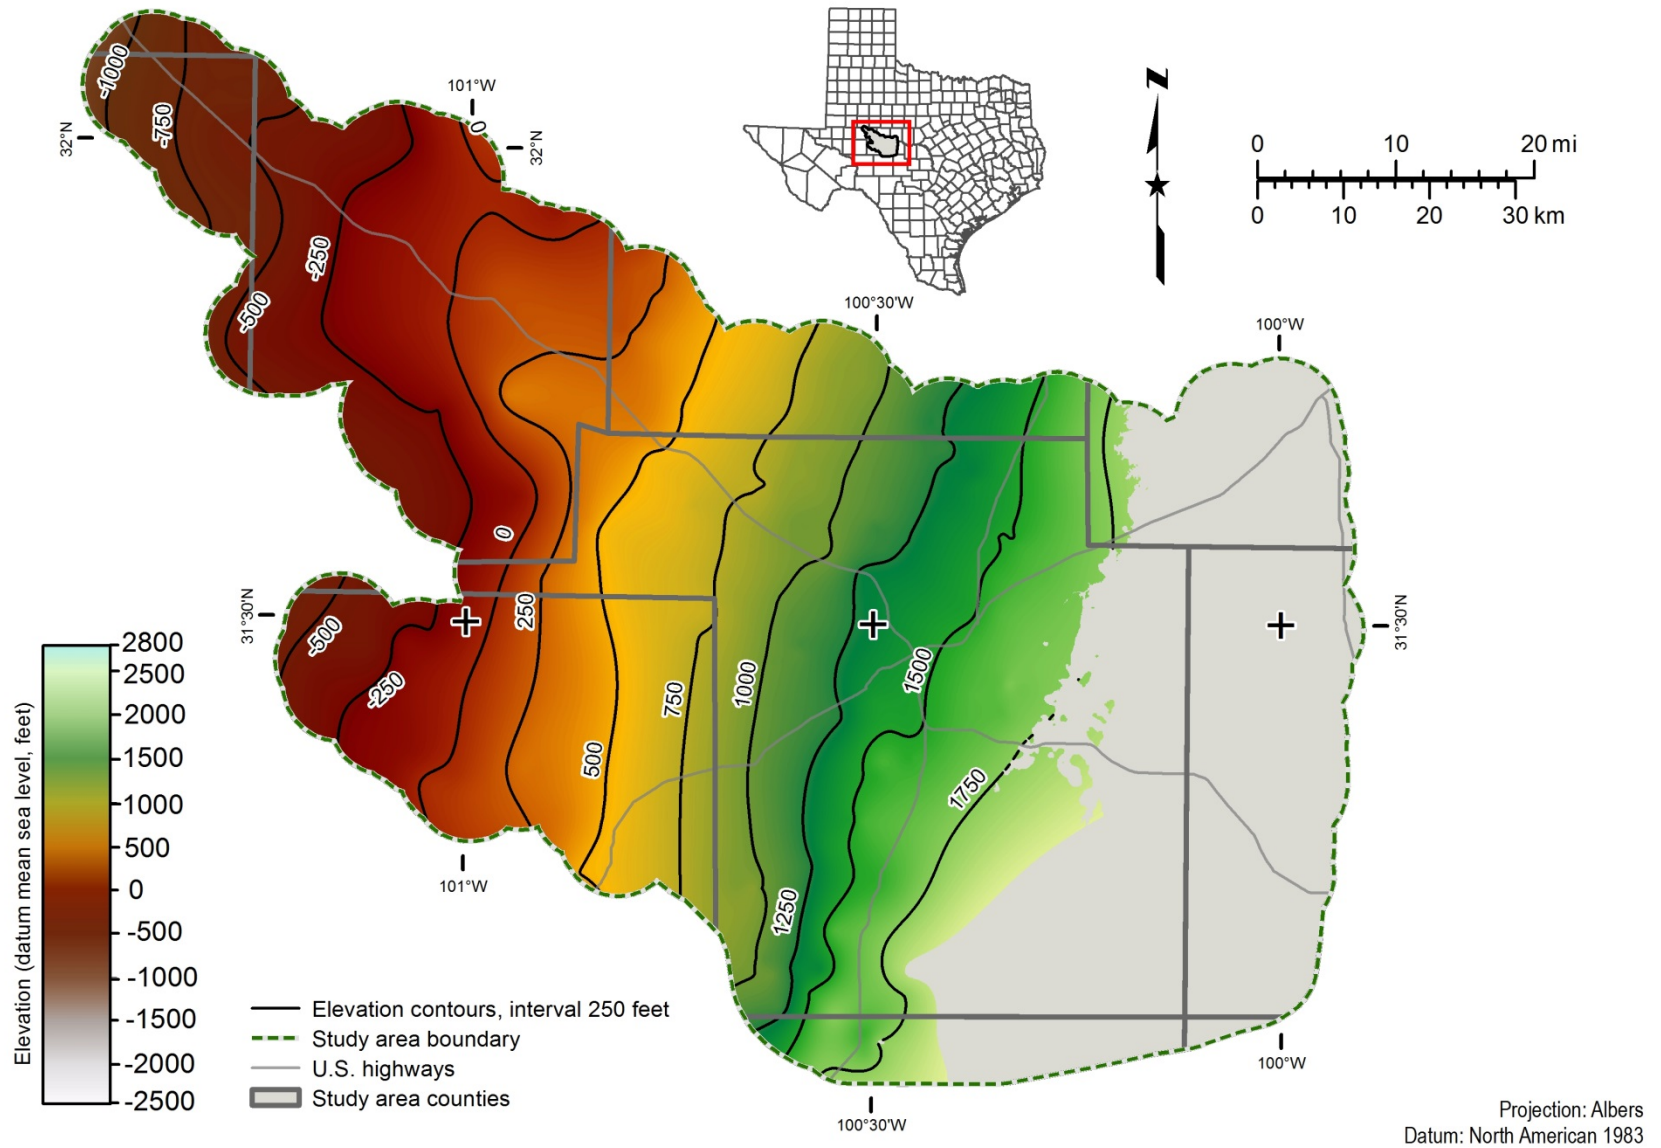 -1000
-750
101°W
0
32°N
32°N
N
0 10 20 mi
0 10 20 30 km
-250
-500
100°30'W
100°W
0
31°30'N
250
-500
-250
31°30'N
1000
750
1500
500
1750
1250
101°W
100°W
100°30'W
Elevation (datum mean sea level, feet)
2800
2500
2000
1500
1000
500
0
-500
-1000
-1500
-2000
-2500
Elevation contours, interval 250 feet
Study area boundary
U.S. highways
Study area counties
Projection: Albers
Datum: North American 1983